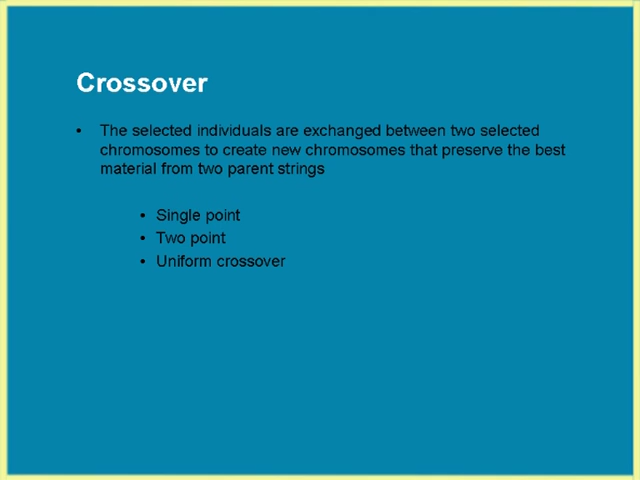 Crossover
• The selected individuals are exchanged between two selected
chromosomes to create new chromosomes that preserve the best
material from two parent strings
• Single point
• Two point
• Uniform crossover